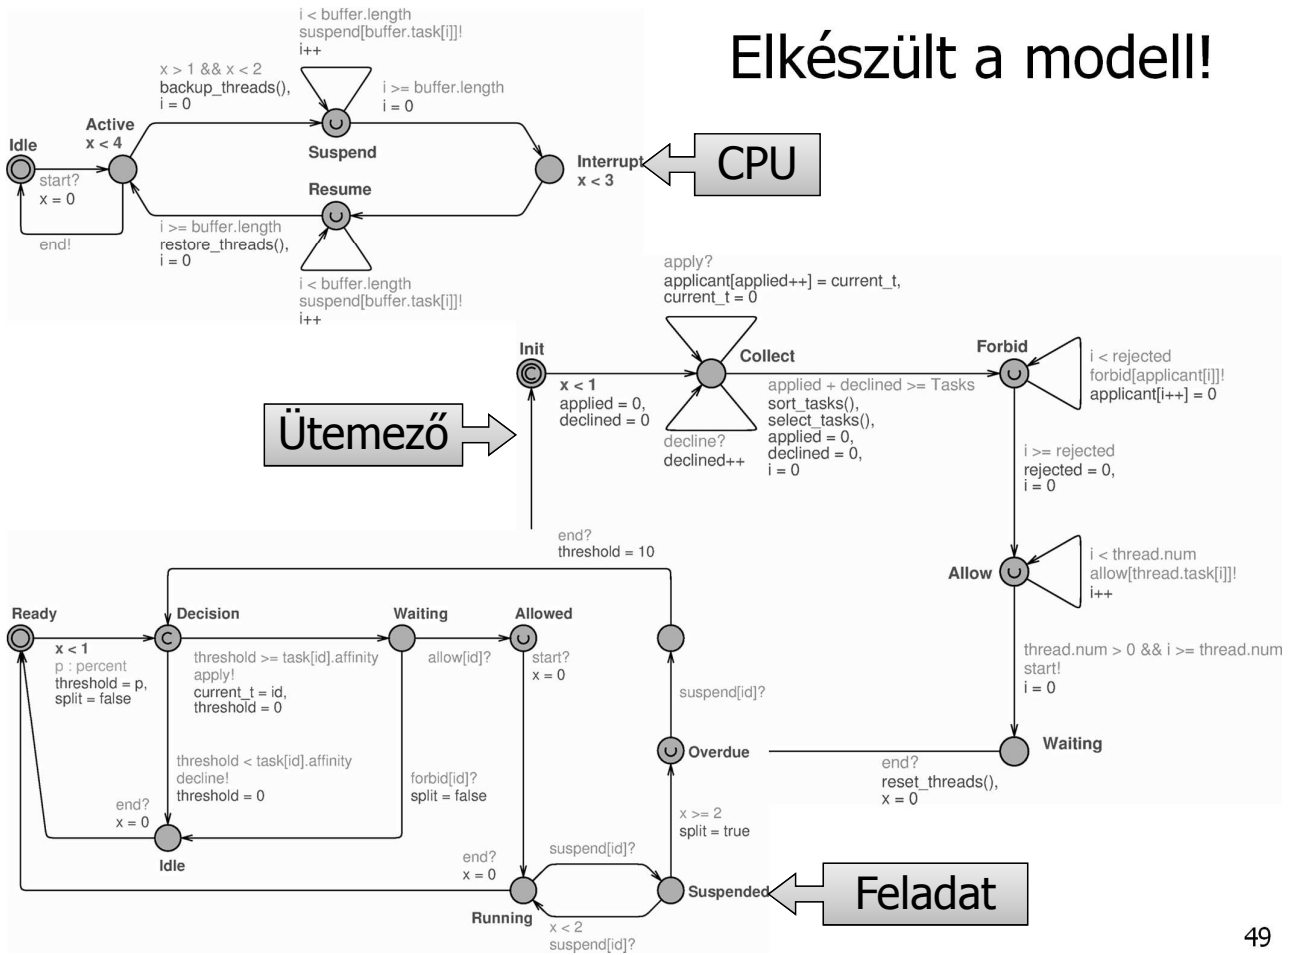 Elkészült a modell!
i < buffer.length
suspend[buffer.task[i]]!
i++
x > 1 && x < 2
backup_threads(),
i = 0
i >= buffer.length
i = 0
Active
x < 4
Idle
Suspend
start?
x = 0
Resume
Interrupt
x < 3
CPU
end!
i >= buffer.length
restore_threads(),
i = 0
i < buffer.length
suspend[buffer.task[i]]!
i++
apply?
applicant[applied++] = current_t,
current_t = 0
Init
Collect
Forbid
x < 1
applied = 0,
declined = 0
applied + declined >= Tasks
sort_tasks(),
select_tasks(),
applied = 0,
declined = 0,
i = 0
i < rejected
forbid[applicant[i]]!
applicant[i++] = 0
Ütemező
decline?
declined++
i >= rejected
rejected = 0,
i = 0
Allow
i < thread.num
allow[thread.task[i]]!
i++
thread.num > 0 && i >= thread.num
start!
i = 0
Waiting
end?
reset_threads(),
x = 0
end?
threshold = 10
Ready
Decision
Waiting
Allowed
x < 1
p : percent
threshold = p,
split = false
threshold >= task[id].affinity
apply!
current_t = id,
threshold = 0
allow[id]?
start?
x = 0
suspend[id]?
Overdue
threshold < task[id].affinity
decline!
threshold = 0
forbid[id]?
split = false
end?
x = 0
Idle
x >= 2
split = true
end?
x = 0
suspend[id]?
Suspended
Running
x < 2
suspend[id]?
Feladat
49